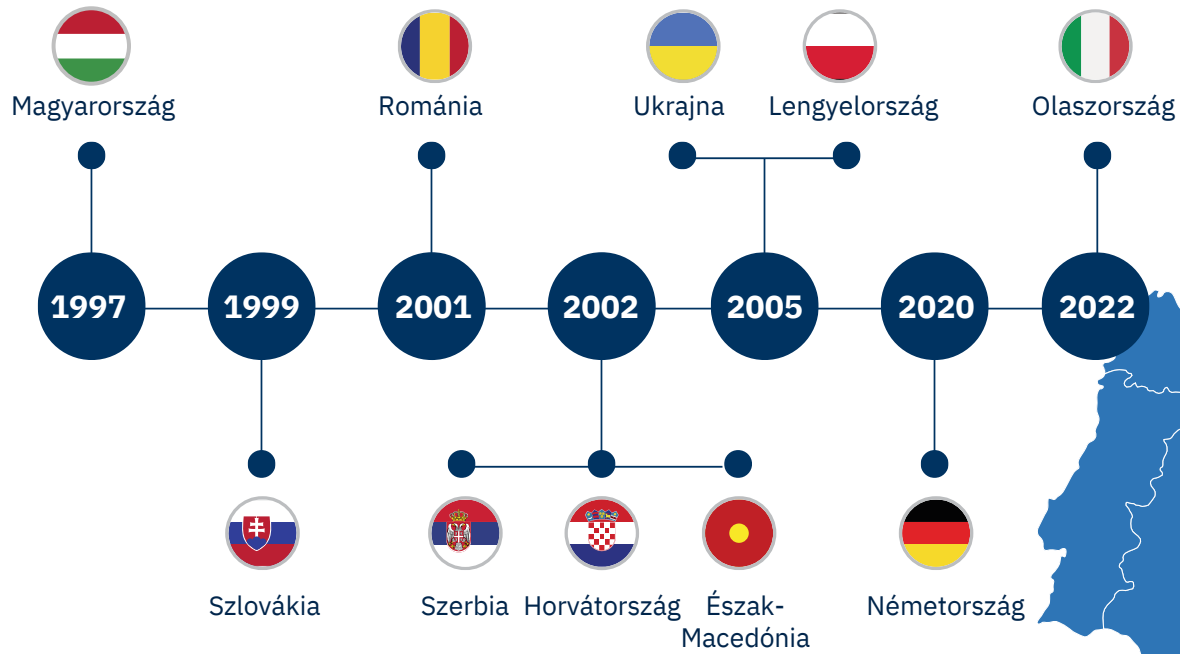 Magyarország
Románia
Ukrajna
Lengyelország
Olaszország
1997
1999
2001
2002
2005
2020
2022
Szlovákia
Szerbia
Horvátország
Észak-
Macedónia
Németország